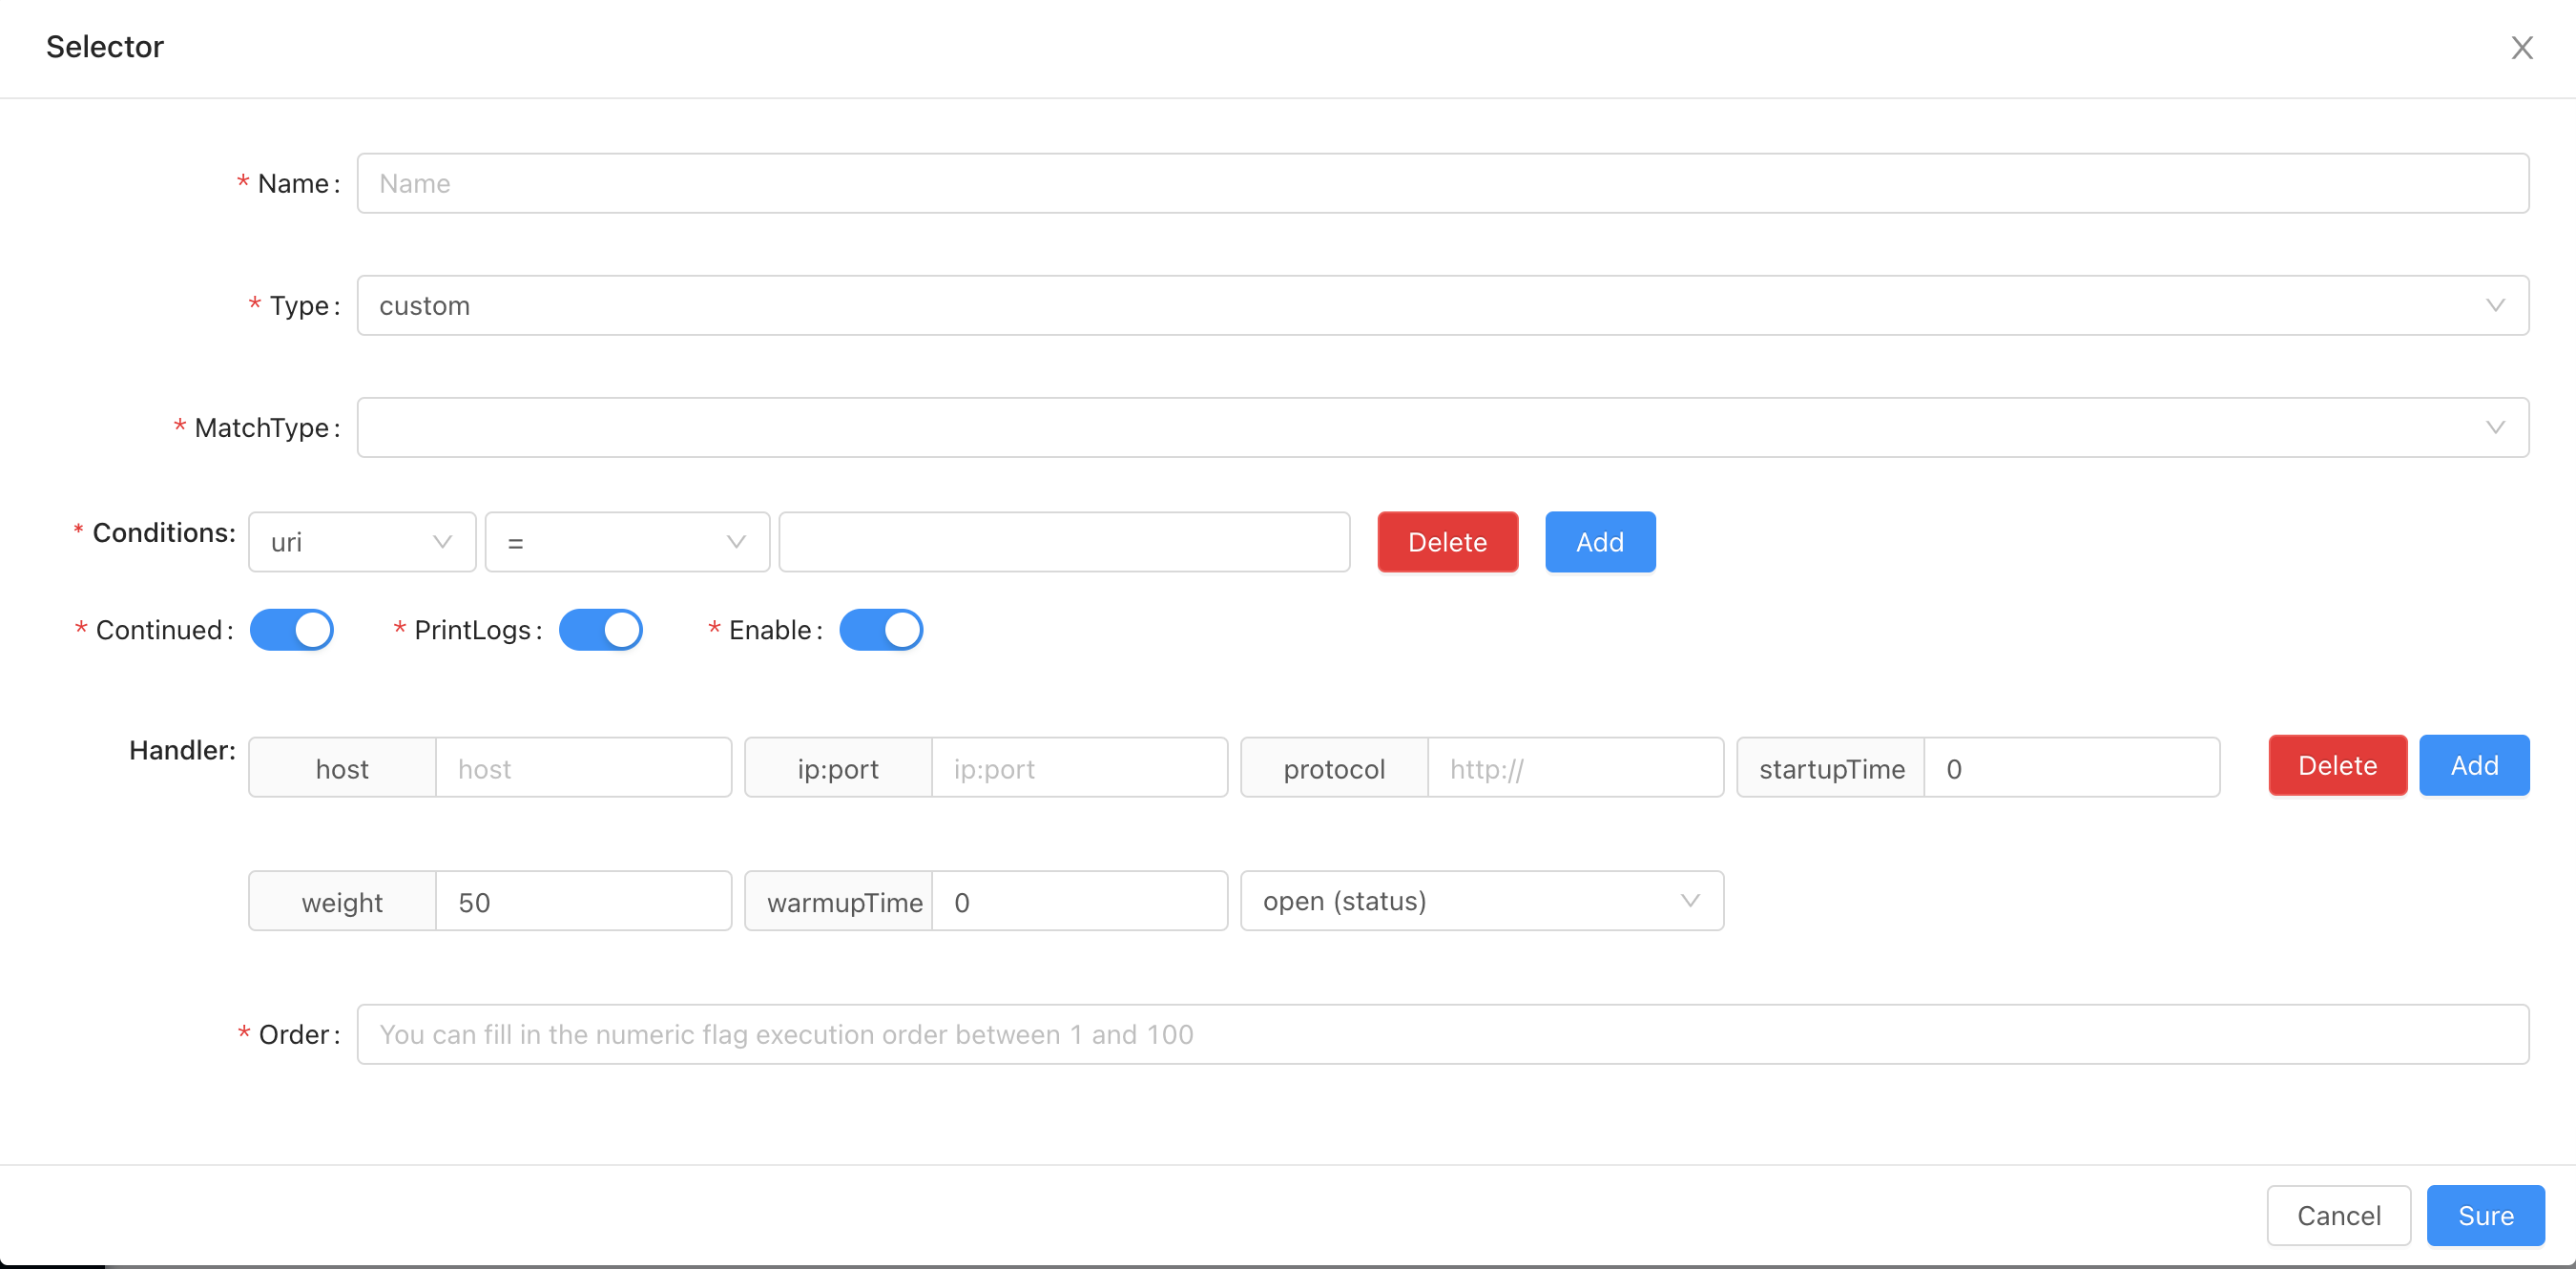 Selector
* Name: Name
* Type: custom
* MatchType:
* Conditions: uri = Delete Add
* Continued: * PrintLogs: * Enable:
Handler: host host ip:port ip:port protocol http:// startupTime 0 Delete Add
weight 50 warmupTime 0 open (status)
* Order: You can fill in the numeric flag execution order between 1 and 100
Cancel Sure